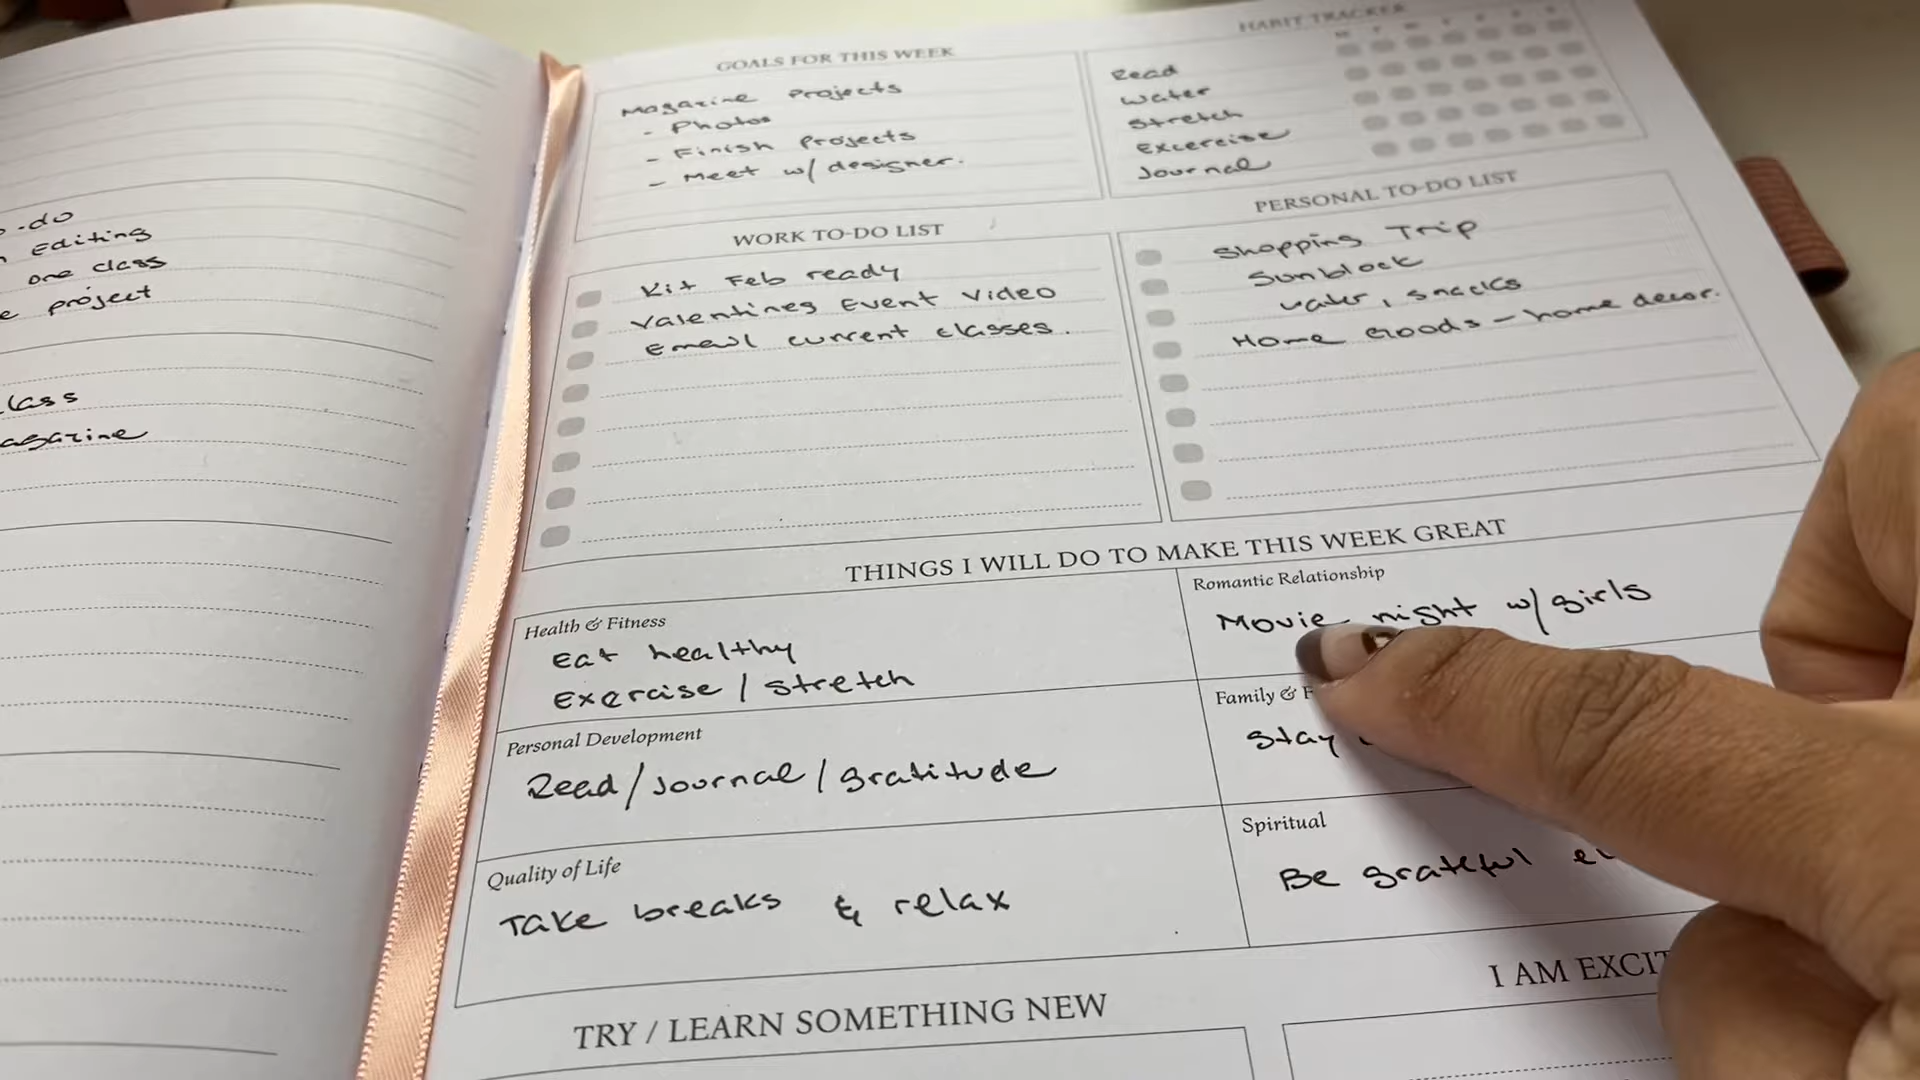 .do
Editing
one class
project
GOALS FOR THIS WEEK
Magazine Projects
- Photos
- Finish Projects
- Meet w/ designer.
HABIT TRACKER
Read
Water
Stretch
Excercise
Journal
WORK TO-DO LIST
Kit Feb ready
Valentines Event Video
Email current classes.
PERSONAL TO-DO LIST
Shopping Trip
Sunblock
water, snacks
Home Goods - home decor.
THINGS I WILL DO TO MAKE THIS WEEK GREAT
Health & Fitness
Eat healthy
Exercise / stretch
Romantic Relationship
Movie night w/ girls
Personal Development
Read / Journal / gratitude
Family &
Stay
Quality of Life
Take breaks & relax
Spiritual
Be grateful
TRY / LEARN SOMETHING NEW
I AM